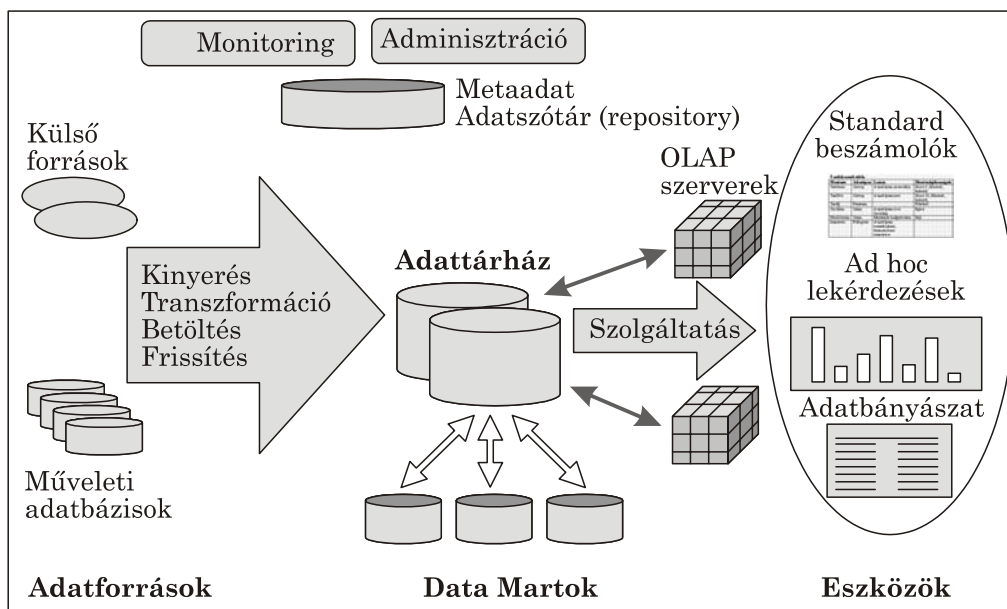 Monitoring
Adminisztráció
Metaadat
Adatszótár (repository)
Külső
források
Kinyerés
Transzformáció
Betöltés
Frissítés
Műveleti
adatbázisok
Adatforrások
Adattárház
Data Martok
OLAP
szerverek
Szolgáltatás
Standard
beszámolók
Ad hoc
lekérdezések
Adatbányászat
Eszközök